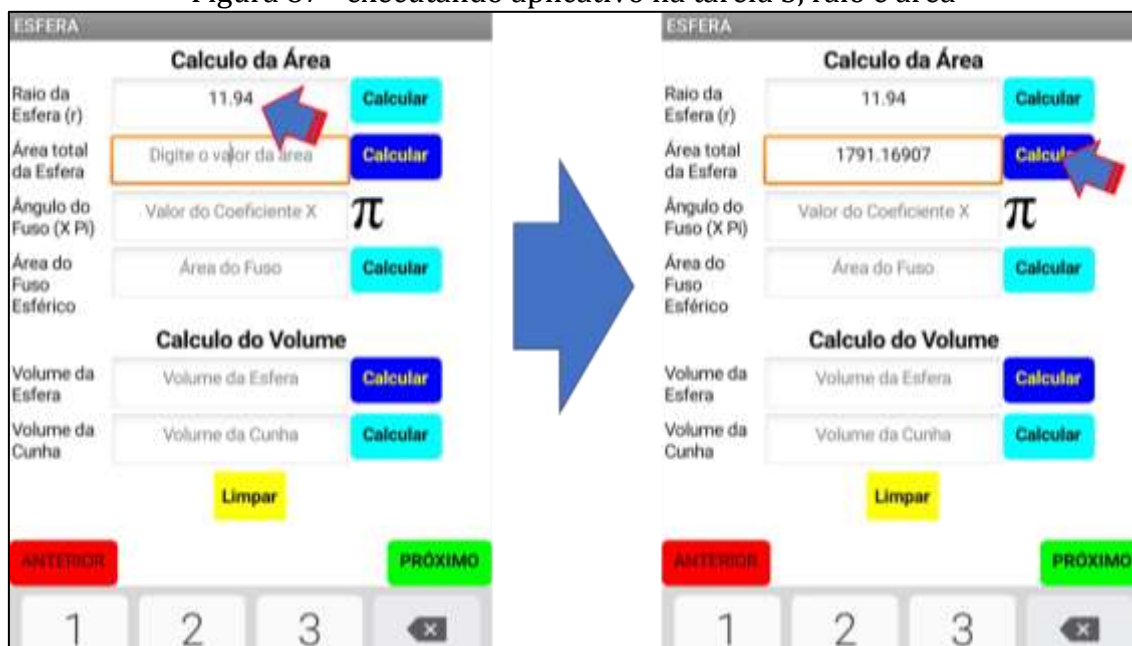 ESFERA
Calculo da Área
Raio da
Esfera (r)
11.94
Calcular
Área total
da Esfera
Digite o valor da área
Calcular
Ângulo do
Fuso (X Pi)
Valor do Coeficiente X
π
Área do
Fuso
Esférico
Área do Fuso
Calcular
Calculo do Volume
Volume da
Esfera
Volume da Esfera
Calcular
Volume da
Cunha
Volume da Cunha
Calcular
Limpar
ANTERIOR
PRÓXIMO
1 2 3
ESFERA
Calculo da Área
Raio da
Esfera (r)
11.94
Calcular
Área total
da Esfera
1791.16907
Calcular
Ângulo do
Fuso (X Pi)
Valor do Coeficiente X
π
Área do
Fuso
Esférico
Área do Fuso
Calcular
Calculo do Volume
Volume da
Esfera
Volume da Esfera
Calcular
Volume da
Cunha
Volume da Cunha
Calcular
Limpar
ANTERIOR
PRÓXIMO
1 2 3